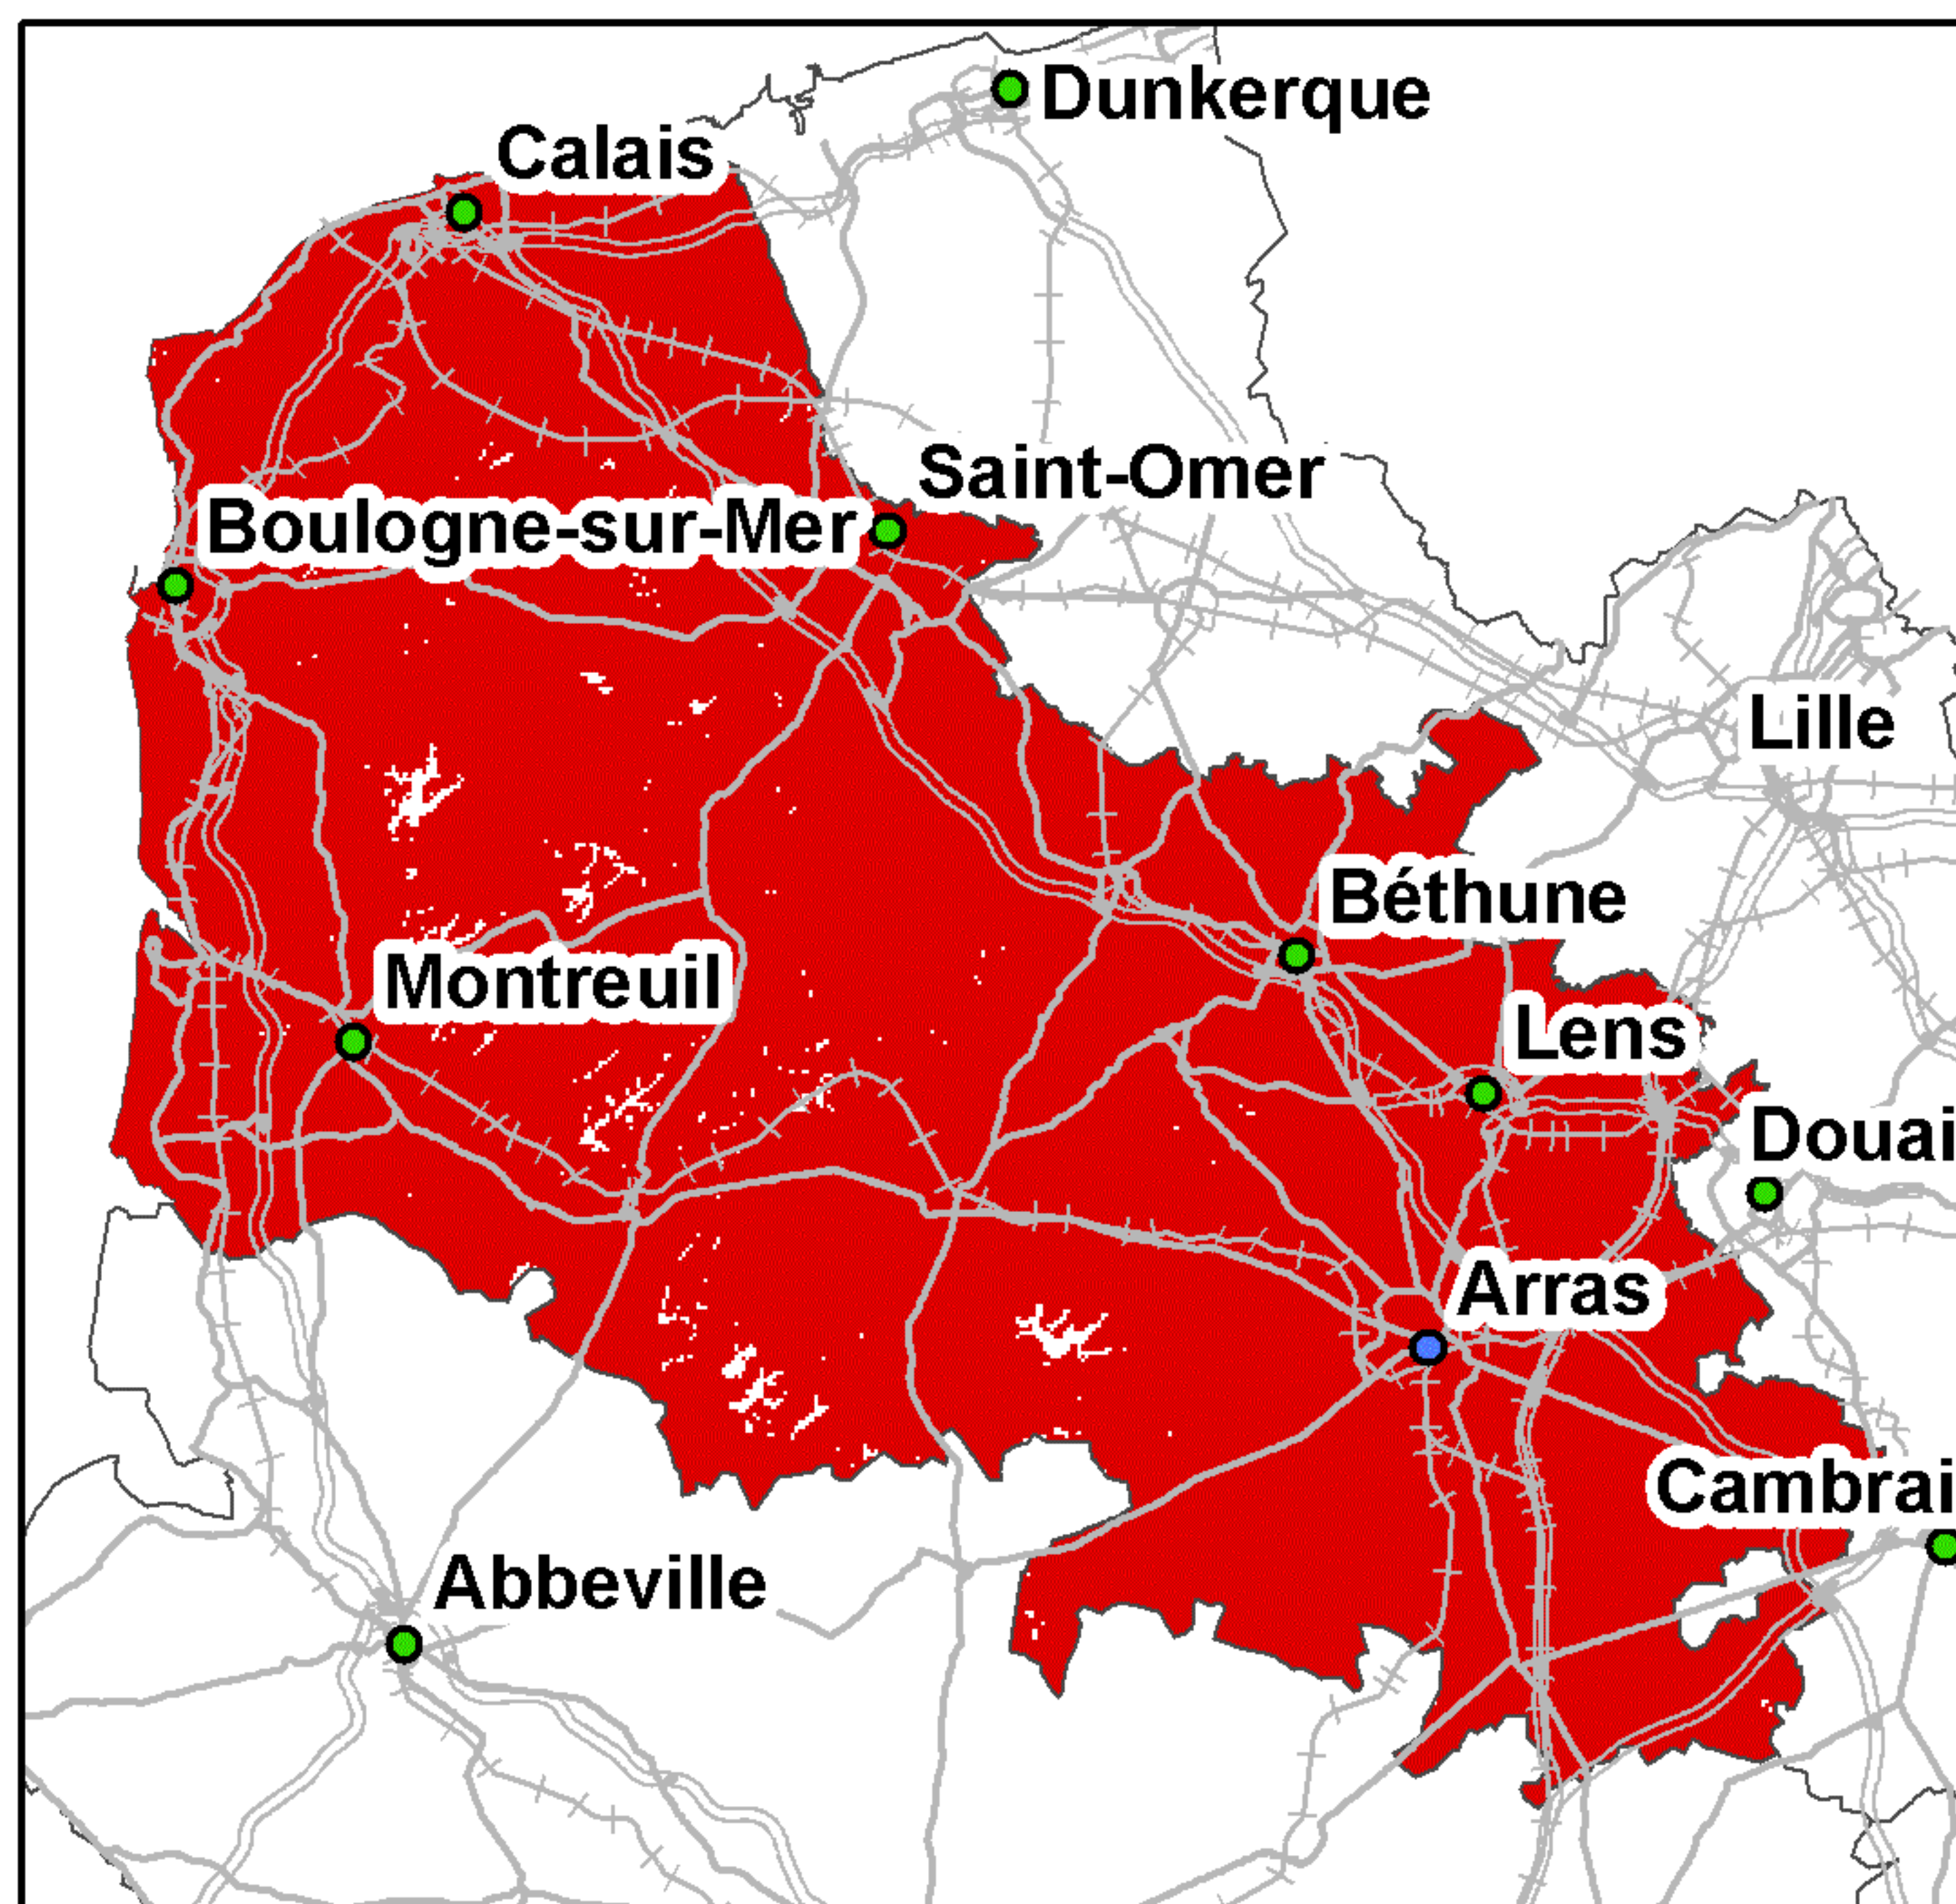 Dunkerque
Calais
Saint-Omer
Boulogne-sur-Mer
Lille
Béthune
Montreuil
Lens
Douai
Arras
Cambrai
Abbeville